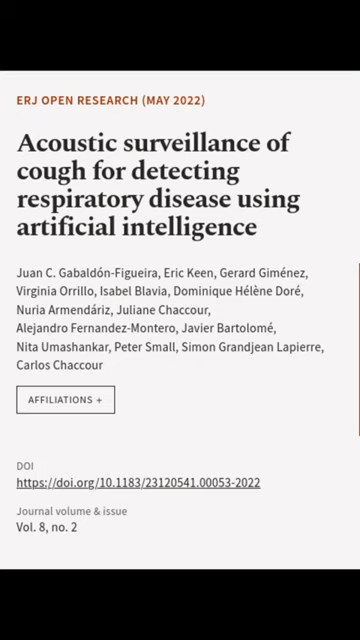 ERJ OPEN RESEARCH (MAY 2022)
Acoustic surveillance of
cough for detecting
respiratory disease using
artificial intelligence
Juan C. Gabaldón-Figueira, Eric Keen, Gerard Giménez,
Virginia Orrillo, Isabel Blavia, Dominique Hélène Doré,
Nuria Armendáriz, Juliane Chaccour,
Alejandro Fernandez-Montero, Javier Bartolomé,
Nita Umashankar, Peter Small, Simon Grandjean Lapierre,
Carlos Chaccour
AFFILIATIONS +
DOI
https://doi.org/10.1183/23120541.00053-2022
Journal volume & issue
Vol. 8, no. 2